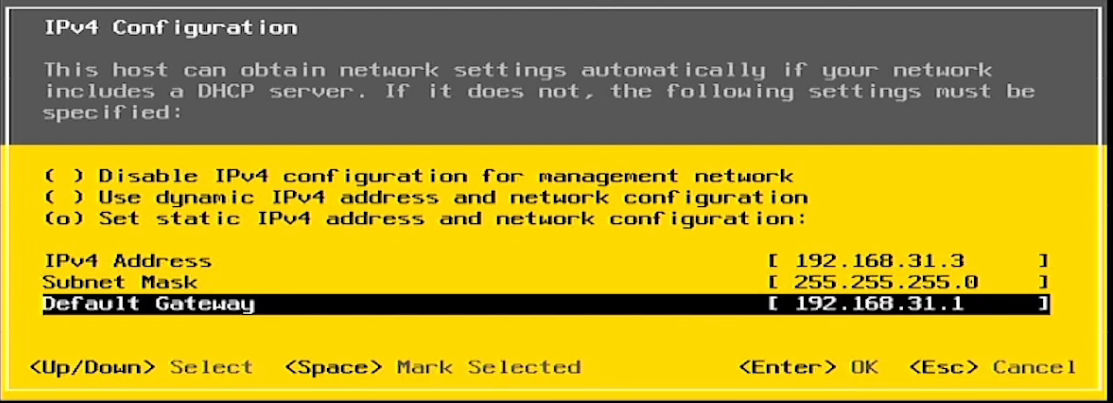 IPv4 Configuration
This host can obtain network settings automatically if your network
includes a DHCP server. If it does not, the following settings must be
specified:
( ) Disable IPv4 configuration for management network
( ) Use dynamic IPv4 address and network configuration
(o) Set static IPv4 address and network configuration:
IPv4 Address [ 192.168.31.3 ]
Subnet Mask [ 255.255.255.0 ]
Default Gateway [ 192.168.31.1 ]
<Up/Down> Select <Space> Mark Selected <Enter> OK <Esc> Cancel